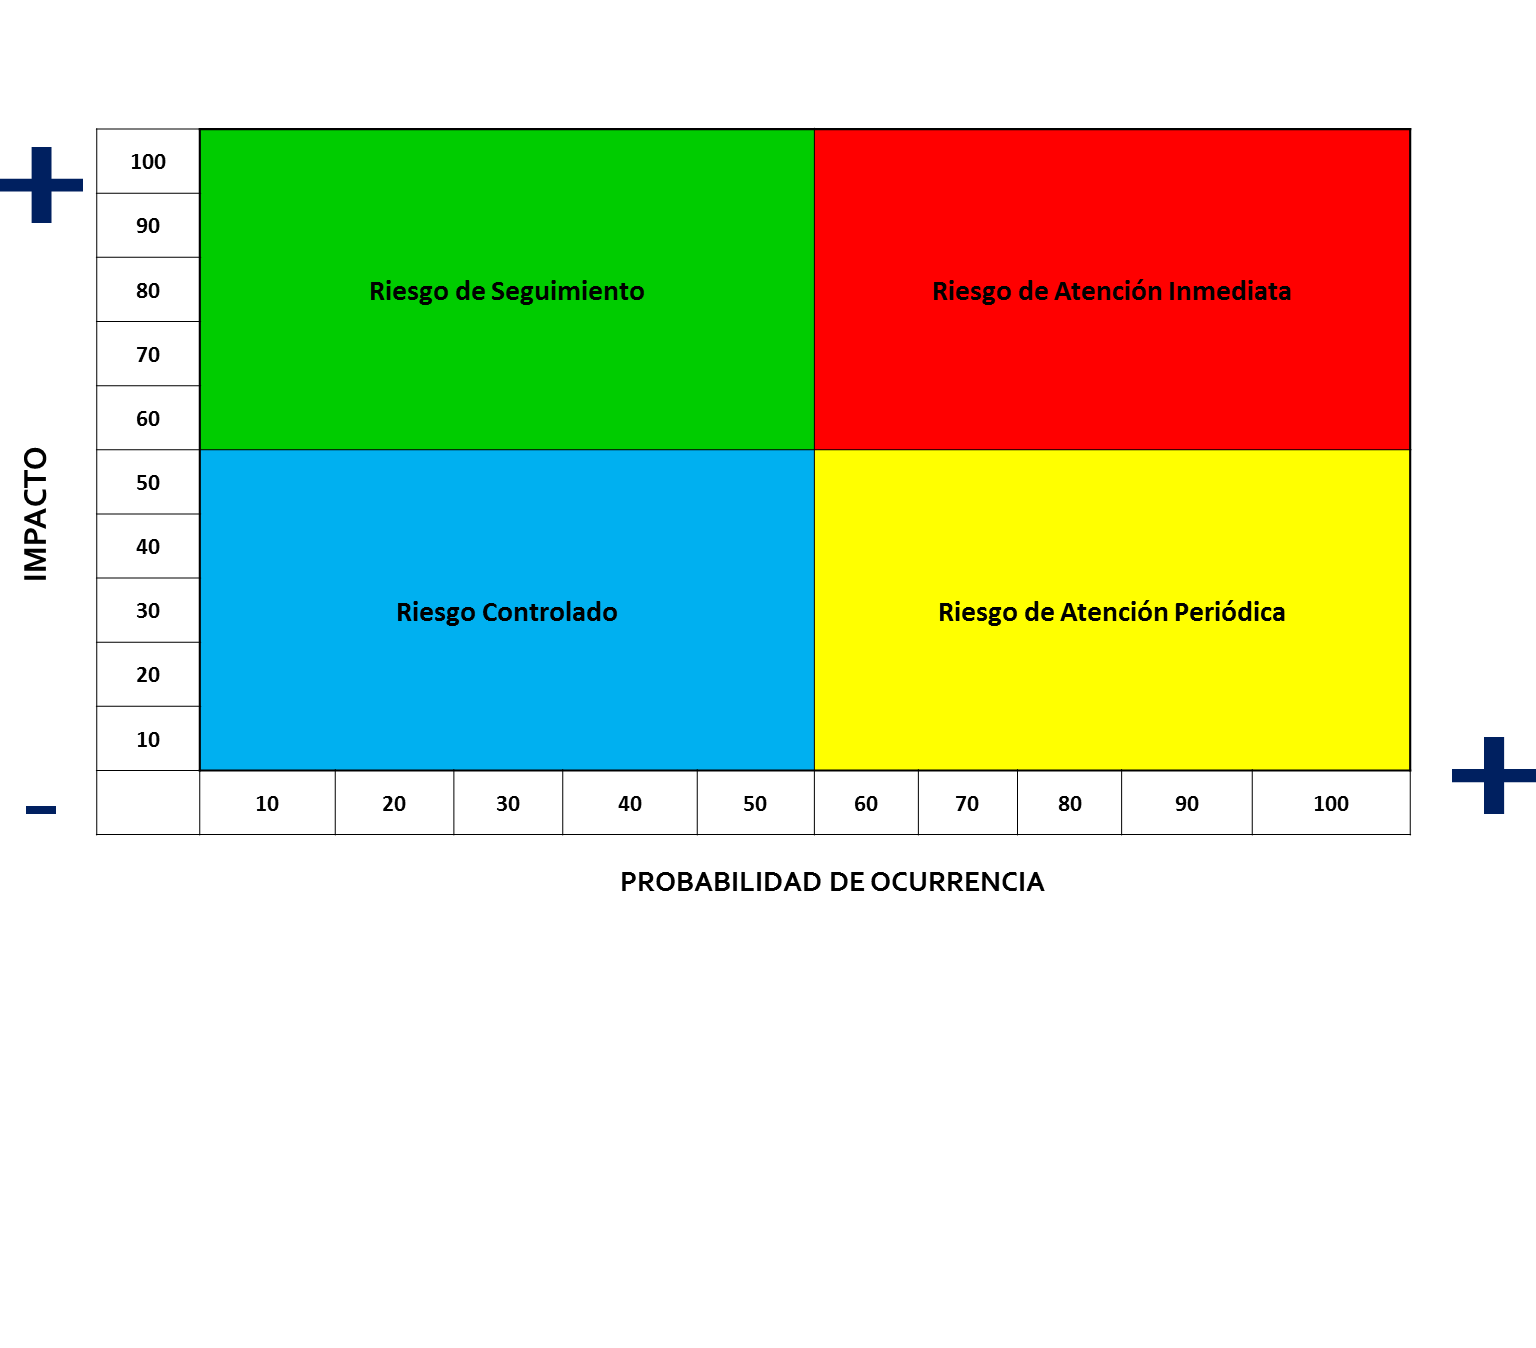 +
100
90
80
Riesgo de Seguimiento
Riesgo de Atención Inmediata
70
60
IMPACTO
50
40
30
Riesgo Controlado
Riesgo de Atención Periódica
20
10
-
10 20 30 40 50 60 70 80 90 100
+
PROBABILIDAD DE OCURRENCIA